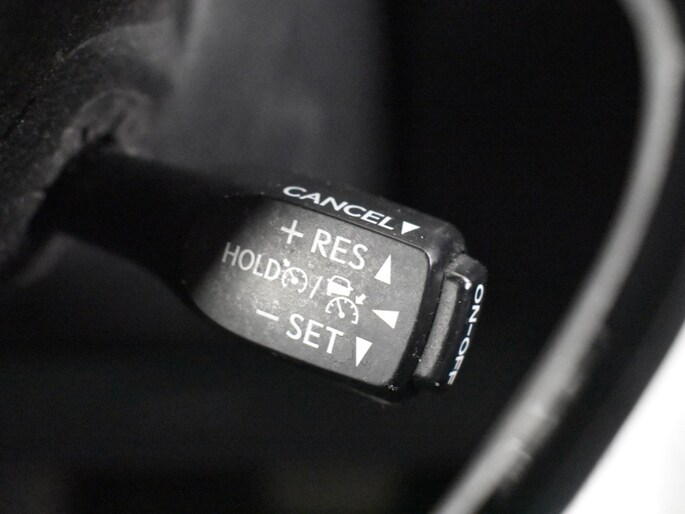 CANCEL
+ RES
HOLD /
− SET
ON-OFF